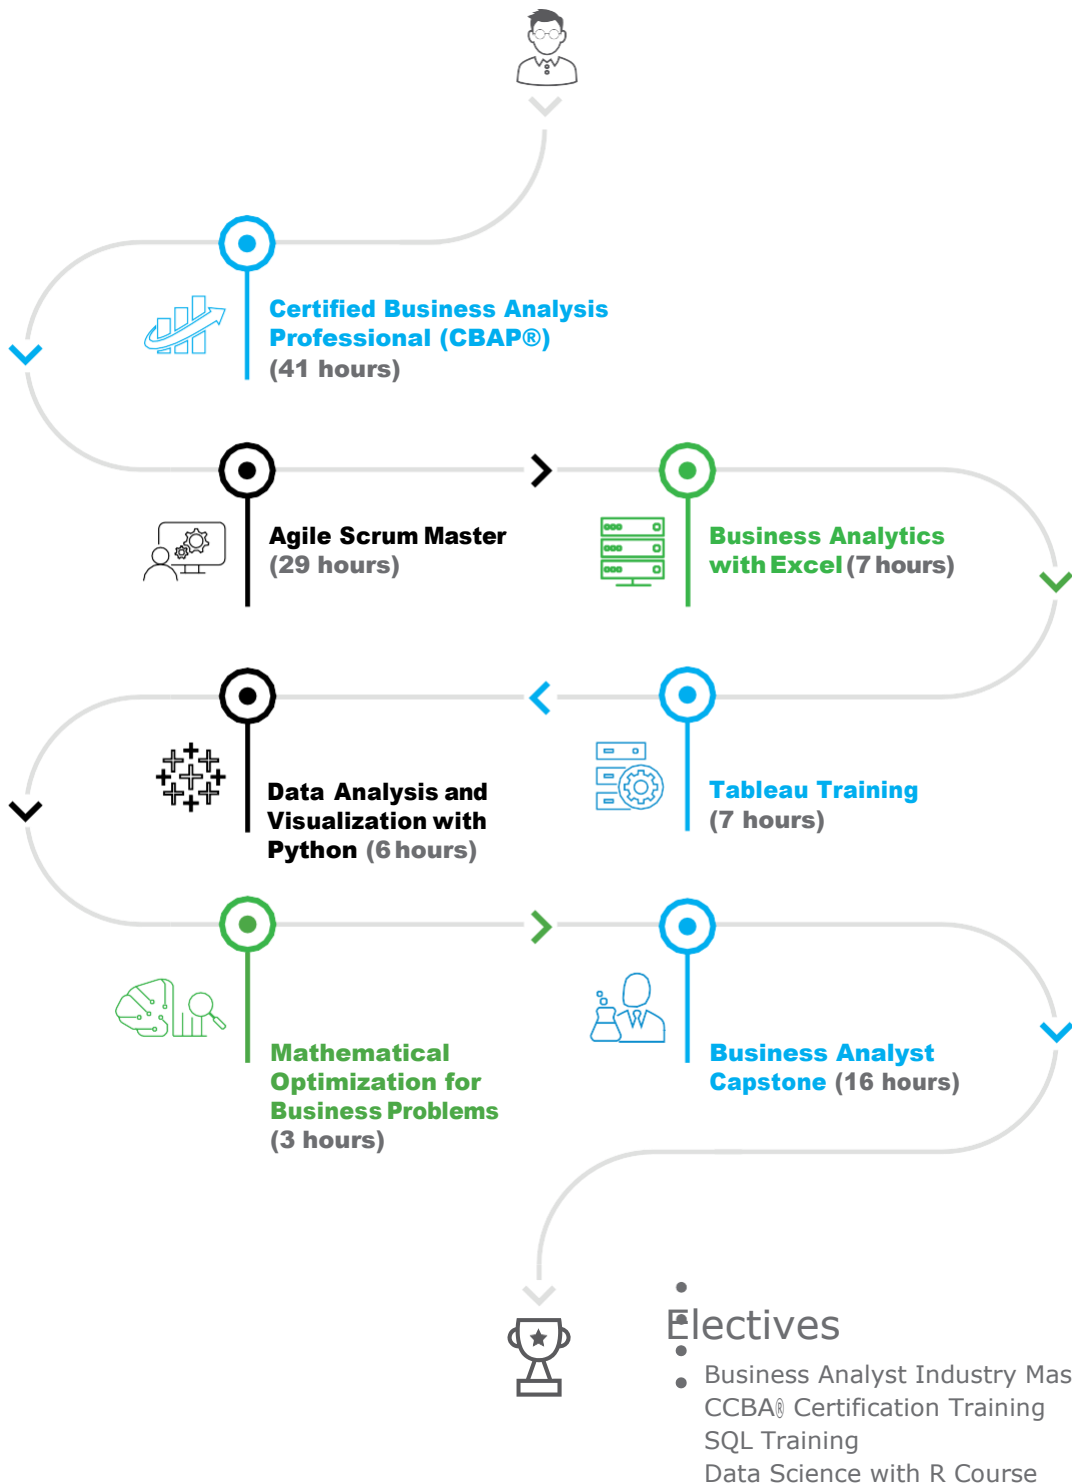 Certified Business Analysis
Professional (CBAP®)
(41 hours)
Agile Scrum Master
(29 hours)
Business Analytics
with Excel (7 hours)
Data Analysis and
Visualization with
Python (6 hours)
Tableau Training
(7 hours)
Mathematical
Optimization for
Business Problems
(3 hours)
Business Analyst
Capstone (16 hours)
Electives
Business Analyst Industry Mas
CCBA® Certification Training
SQL Training
Data Science with R Course